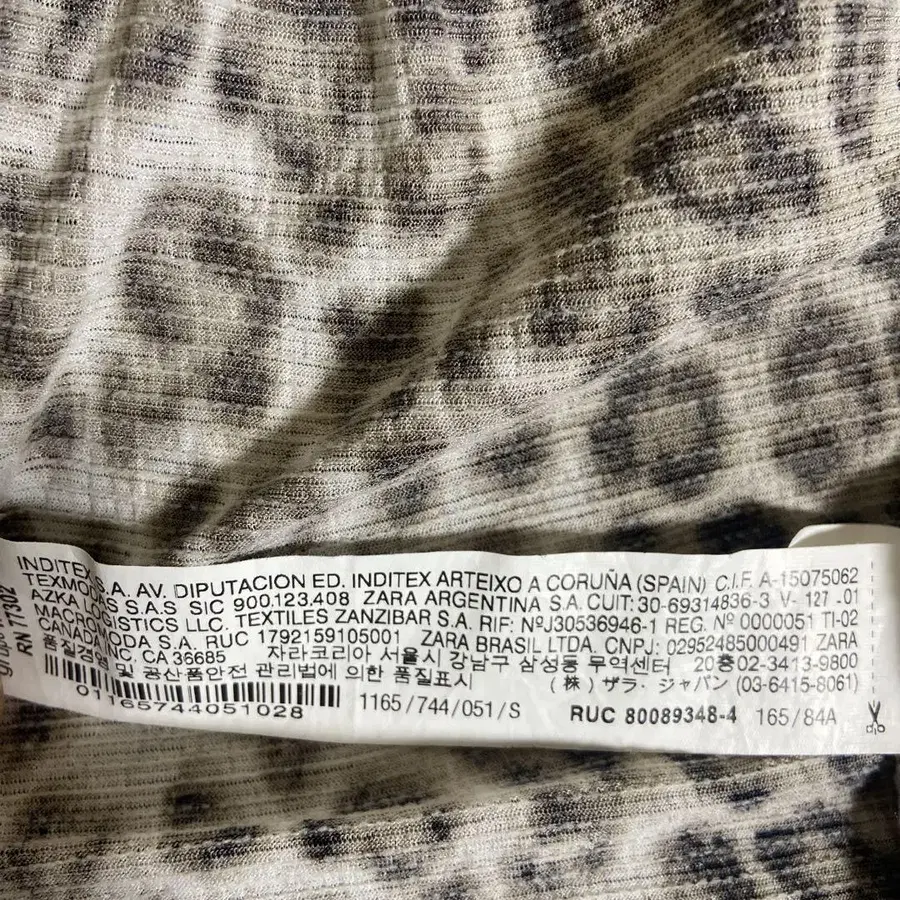 INDITEX S.A. AV. DIPUTACION ED. INDITEX ARTEIXO A CORUÑA (SPAIN) C.I.F. A-15075062
TEXMODAS S.A.S SIC 900.123.408 ZARA ARGENTINA S.A. CUIT: 30-69314836-3 V- 127 -01
AZKA LOGISTICS LLC. TEXTILES ZANZIBAR S.A. RIF: NºJ30536946-1 REG. Nº 0000051 TI-02
MACROMODA S.A. RUC 1792159105001 ZARA BRASIL LTDA. CNPJ: 02952485000491 ZARA
CANADA INC. CA 36685 자라코리아 서울시 강남구 삼성동 무역센터 20층02-3413-9800
품질경영 및 공산품안전 관리법에 의한 품질표시 (株) ザラ・ジャパン (03-6415-8061)
01165744051028 1165/744/051/S RUC 80089348-4 165/84A
RN 77302